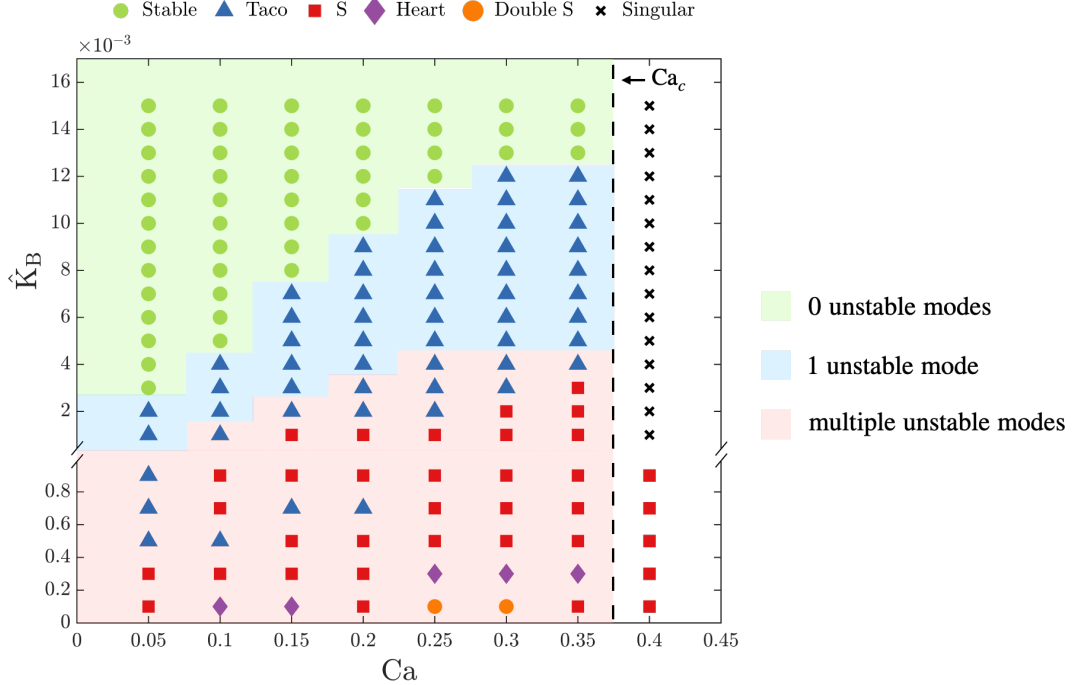 Stable Taco S Heart Double S Singular
×10⁻³
16
14
12
10
8
6
4
2
0.8
0.6
0.4
0.2
0
K̂_B
Ca_c
0 0.05 0.1 0.15 0.2 0.25 0.3 0.35 0.4 0.45
Ca
0 unstable modes
1 unstable mode
multiple unstable modes